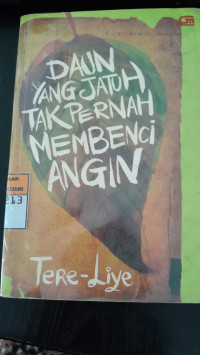 DAUN
YANG JATUH
TAK PERNAH
MEMBENCI
ANGIN
TERE-LIYE